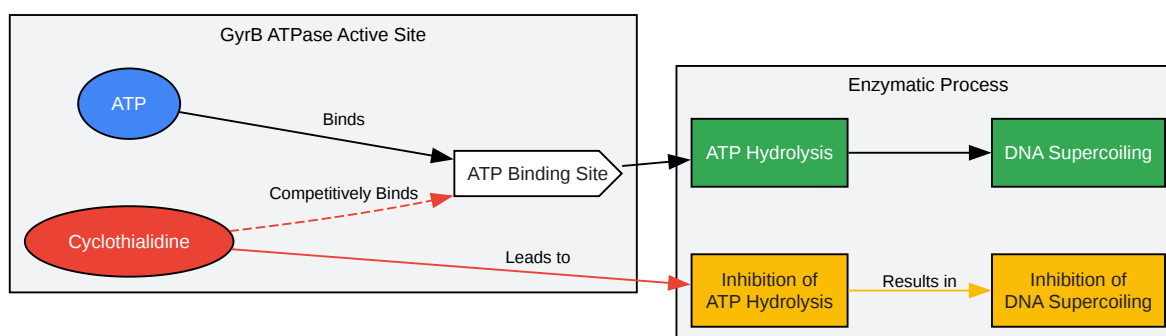 GyrB ATPase Active Site
ATP
Binds
ATP Binding Site
Competitively Binds
Cyclothialidine
Leads to
Enzymatic Process
ATP Hydrolysis
DNA Supercoiling
Inhibition of
ATP Hydrolysis
Results in
Inhibition of
DNA Supercoiling